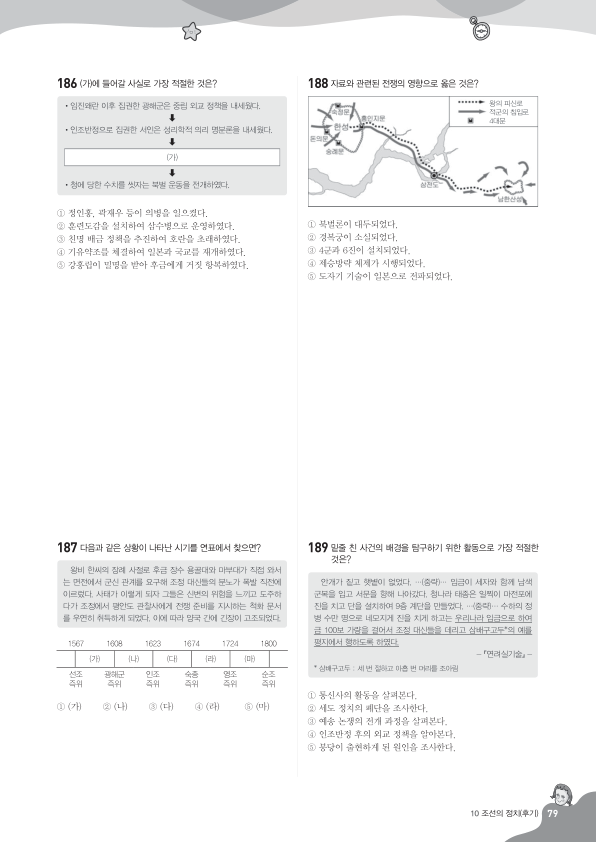 186 (가)에 들어갈 사실로 가장 적절한 것은?
• 임진왜란 이후 집권한 광해군은 중립 외교 정책을 내세웠다.
• 인조반정으로 집권한 서인은 성리학적 의리 명분론을 내세웠다.
(가)
• 청에 당한 수치를 씻자는 북벌 운동을 전개하였다.
① 정인홍, 곽재우 등이 의병을 일으켰다.
② 훈련도감을 설치하여 삼수병으로 운영하였다.
③ 친명 배금 정책을 추진하여 호란을 초래하였다.
④ 기유약조를 체결하여 일본과 국교를 재개하였다.
⑤ 강홍립이 밀명을 받아 후금에게 거짓 항복하였다.
187 다음과 같은 상황이 나타난 시기를 연표에서 찾으면?
왕비 한씨의 장례 사절로 후금 장수 용골대와 마부대가 직접 와서
는 면전에서 군신 관계를 요구해 조정 대신들의 분노가 폭발 직전에
이르렀다. 사태가 이렇게 되자 그들은 신변의 위험을 느끼고 도주하
다가 조정에서 평안도 관찰사에게 전쟁 준비를 지시하는 척화 문서
를 우연히 취득하게 되었다. 이에 따라 양국 간에 긴장이 고조되었다.
1567 1608 1623 1674 1724 1800
(가) (나) (다) (라) (마)
선조 광해군 인조 숙종 영조 순조
즉위 즉위 즉위 즉위 즉위 즉위
① (가) ② (나) ③ (다) ④ (라) ⑤ (마)
188 자료와 관련된 전쟁의 영향으로 옳은 것은?
왕의 피신로
적군의 침입로
4대문
숙정문
흥인지문
한성
돈의문
숭례문
삼전도
남한산성
① 북벌론이 대두되었다.
② 경복궁이 소실되었다.
③ 4군과 6진이 설치되었다.
④ 제승방략 체제가 시행되었다.
⑤ 도자기 기술이 일본으로 전파되었다.
189 밑줄 친 사건의 배경을 탐구하기 위한 활동으로 가장 적절한
것은?
안개가 짙고 햇볕이 없었다. …(중략)… 임금이 세자와 함께 남색
군복을 입고 서문을 향해 나아갔다. 청나라 태종은 일찍이 마전포에
진을 치고 단을 설치하여 9층 계단을 만들었다. …(중략)… 수하의 정
병 수만 명으로 네모지게 진을 치게 하고는 우리나라 임금으로 하여
금 100보 가량을 걸어서 조정 대신들을 데리고 삼배구고두*의 예를
평지에서 행하도록 하였다.
- 『연려실기술』 -
* 삼배구고두 : 세 번 절하고 아홉 번 머리를 조아림
① 통신사의 활동을 살펴본다.
② 세도 정치의 폐단을 조사한다.
③ 예송 논쟁의 전개 과정을 살펴본다.
④ 인조반정 후의 외교 정책을 알아본다.
⑤ 붕당이 출현하게 된 원인을 조사한다.
10 조선의 정치(후기) 79